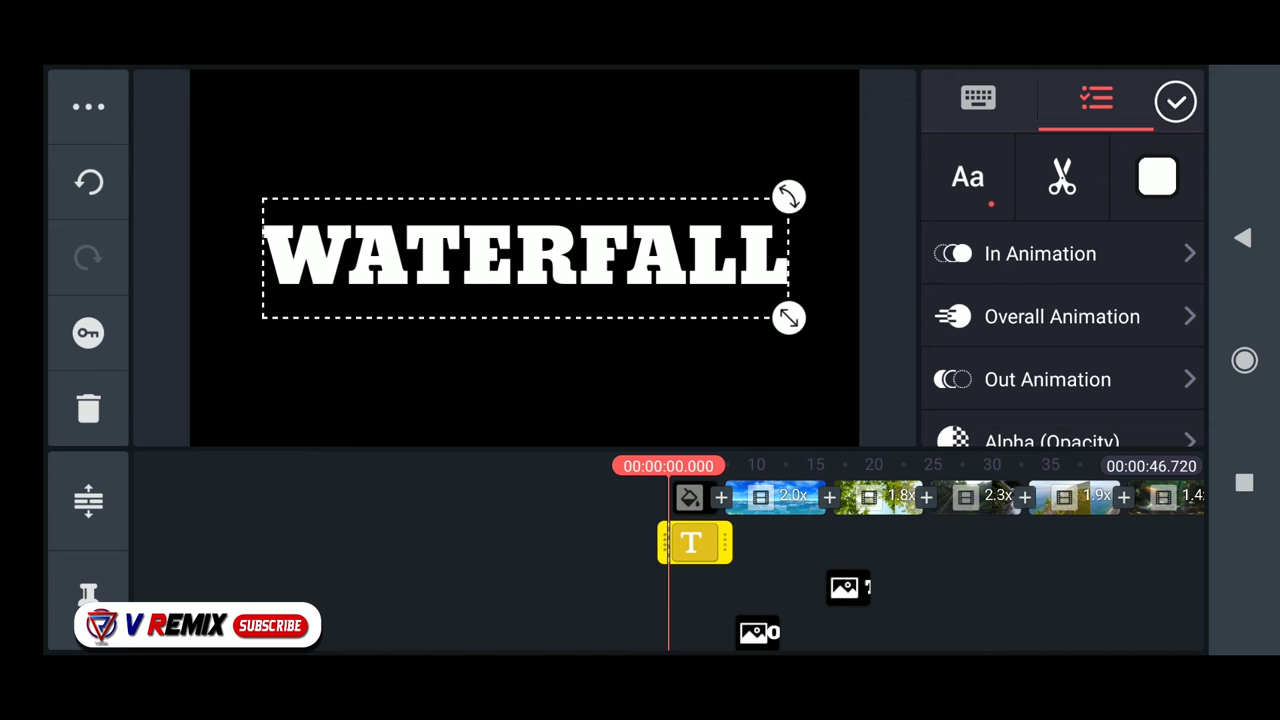 WATERFALL
Aa
In Animation
Overall Animation
Out Animation
Alpha (Opacity)
00:00:00.000
10
15
20
25
30
35
00:00:46.720
2.0x
1.8x
2.3x
1.9x
T
V REMIX
SUBSCRIBE